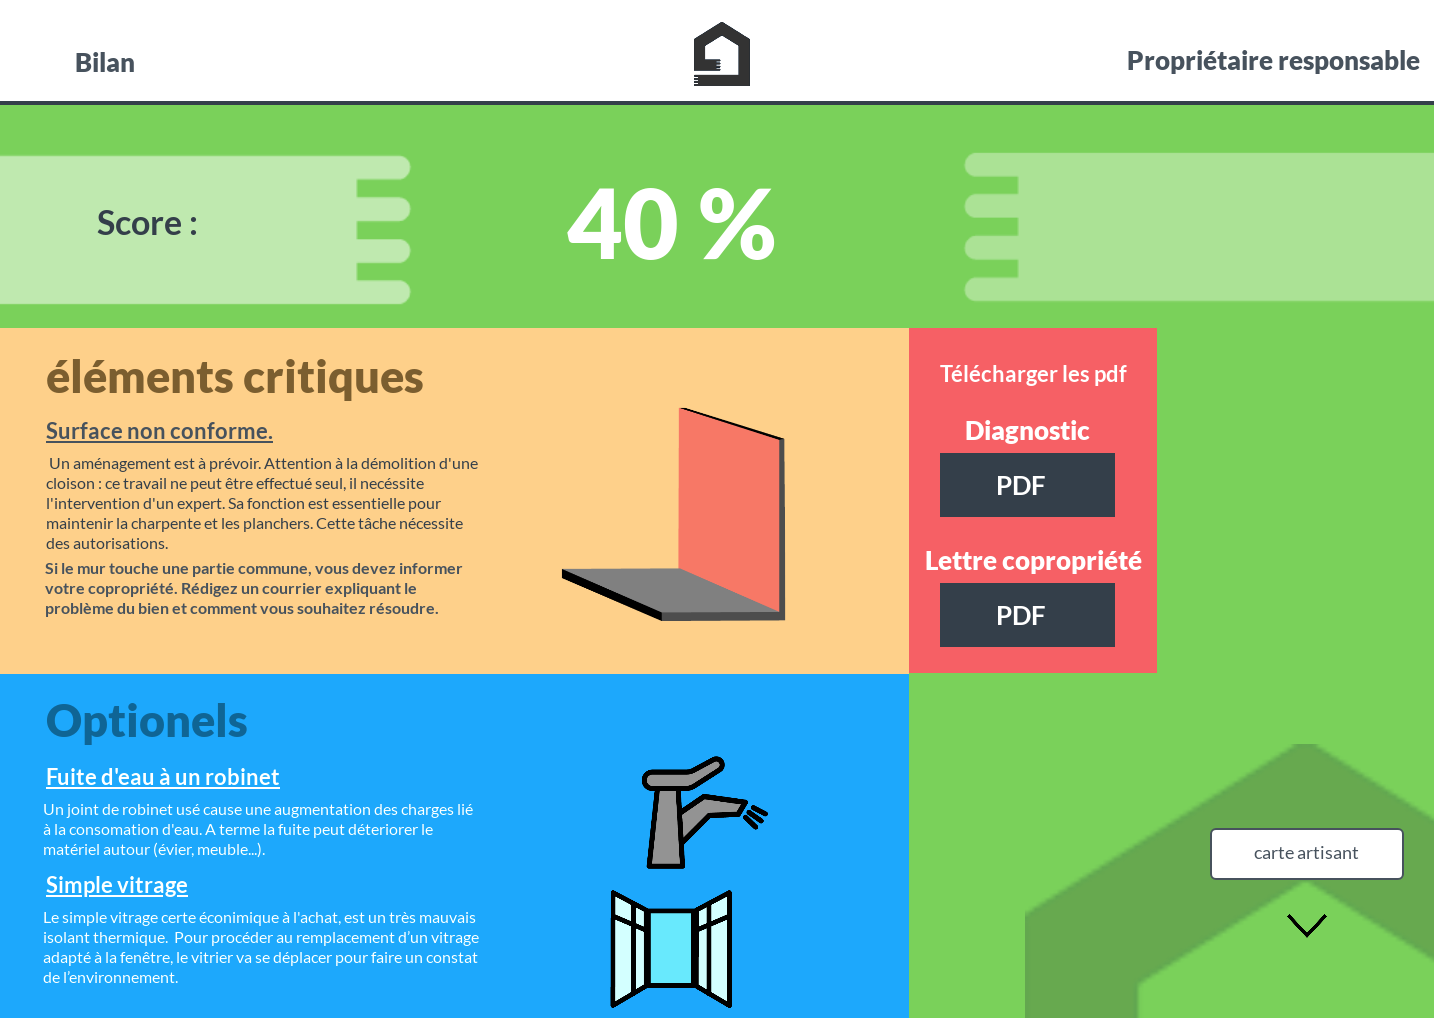 Bilan
Propriétaire responsable
Score :
40 %
éléments critiques
Surface non conforme.
Un aménagement est à prévoir. Attention à la démolition d'une
cloison : ce travail ne peut être effectué seul, il necéssite
l'intervention d'un expert. Sa fonction est essentielle pour
maintenir la charpente et les planchers. Cette tâche nécessite
des autorisations.
Si le mur touche une partie commune, vous devez informer
votre copropriété. Rédigez un courrier expliquant le
problème du bien et comment vous souhaitez résoudre.
Télécharger les pdf
Diagnostic
PDF
Lettre copropriété
PDF
Optionels
Fuite d'eau à un robinet
Un joint de robinet usé cause une augmentation des charges lié
à la consomation d'eau. A terme la fuite peut déteriorer le
matériel autour (évier, meuble...).
Simple vitrage
Le simple vitrage certe éconimique à l'achat, est un très mauvais
isolant thermique.  Pour procéder au remplacement d’un vitrage
adapté à la fenêtre, le vitrier va se déplacer pour faire un constat
de l’environnement.
carte artisant